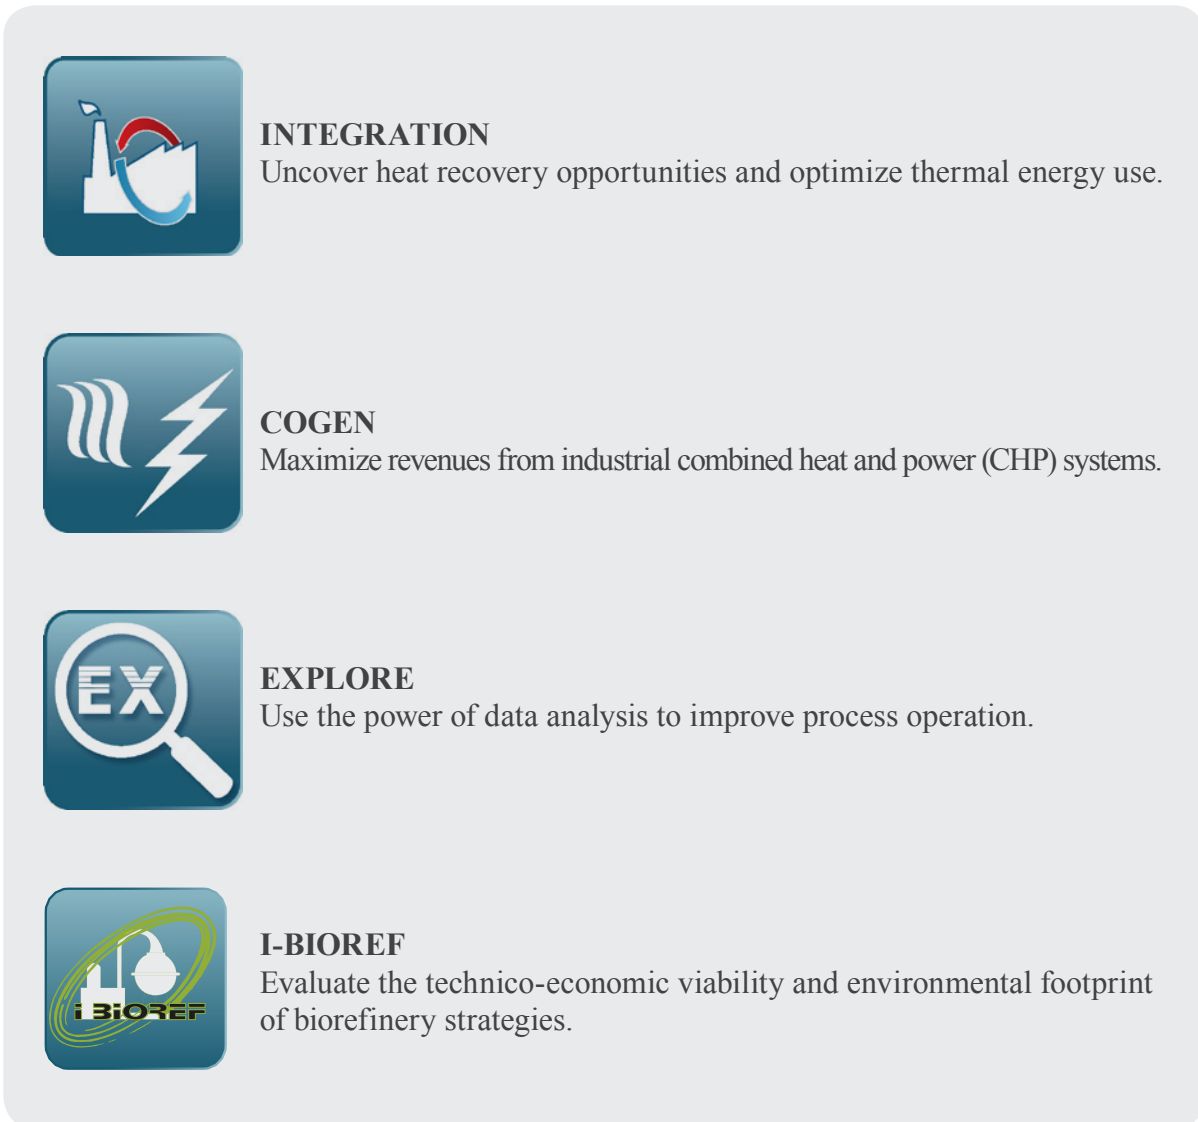 INTEGRATION
Uncover heat recovery opportunities and optimize thermal energy use.
COGEN
Maximize revenues from industrial combined heat and power (CHP) systems.
EX
EXPLORE
Use the power of data analysis to improve process operation.
i BiOREF
I-BIOREF
Evaluate the technico-economic viability and environmental footprint
of biorefinery strategies.